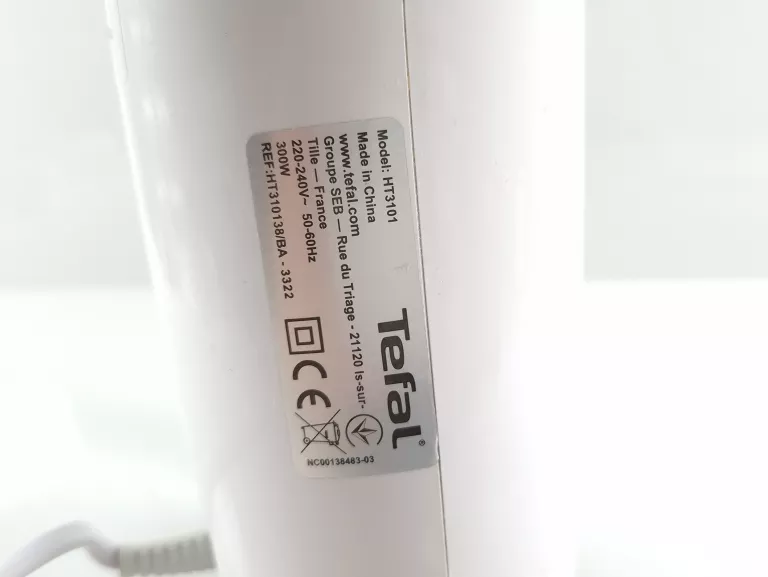 Model: HT3101
Made in China
www.tefal.com
Groupe SEB — Rue du Triage - 21120 Is-sur-
Tille — France
220-240V~ 50-60Hz
300W
REF:HT310138/BA - 3322
Tefal®
CE
NC00138483-03